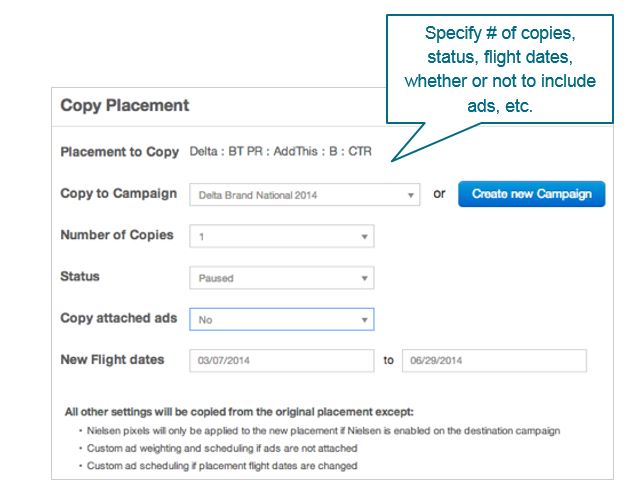 Specify # of copies,
status, flight dates,
whether or not to include
ads, etc.
Copy Placement
Placement to Copy Delta : BT PR : AddThis : B : CTR
Copy to Campaign Delta Brand National 2014 or Create new Campaign
Number of Copies 1
Status Paused
Copy attached ads No
New Flight dates 03/07/2014 to 06/29/2014
All other settings will be copied from the original placement except:
• Nielsen pixels will only be applied to the new placement if Nielsen is enabled on the destination campaign
• Custom ad weighting and scheduling if ads are not attached
• Custom ad scheduling if placement flight dates are changed